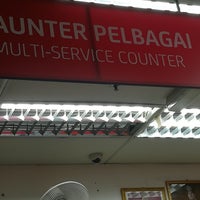 AUNTER PELBAGAI
MULTI-SERVICE COUNTER